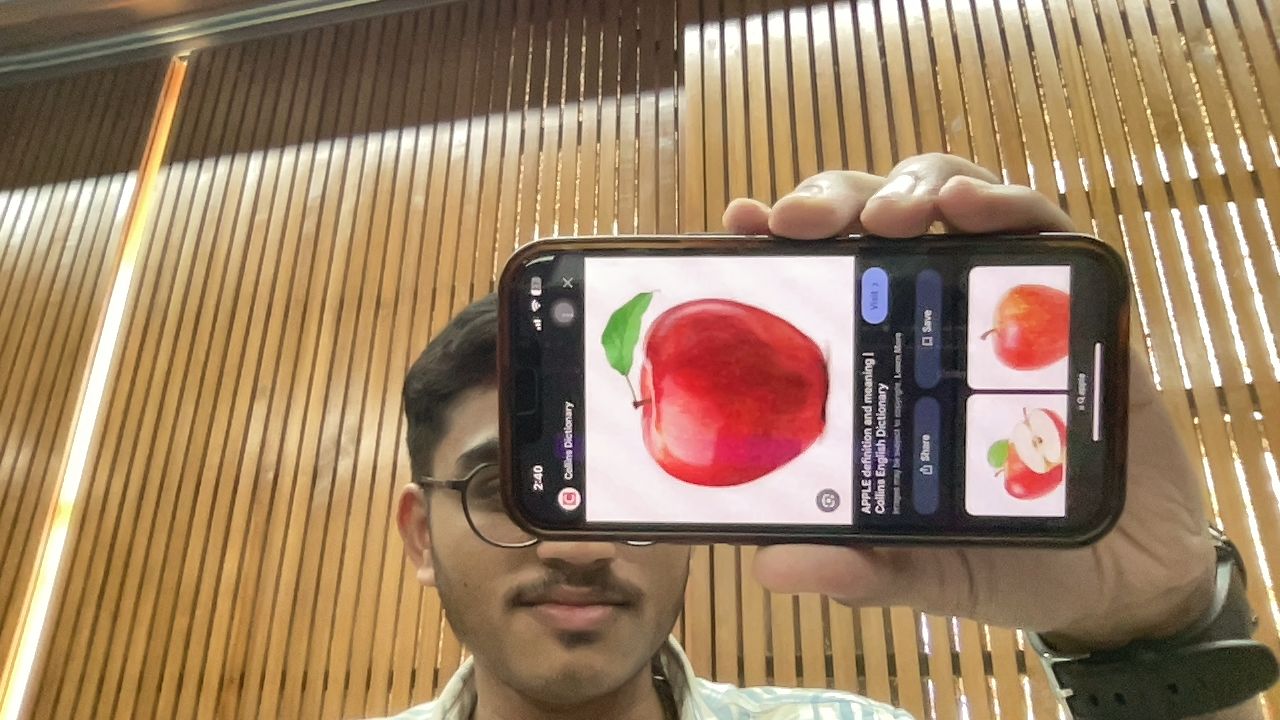 2:40
Collins Dictionary
APPLE definition and meaning |
Collins English Dictionary
Images may be subject to copyright. Learn More
Visit >
Share
Save
apple